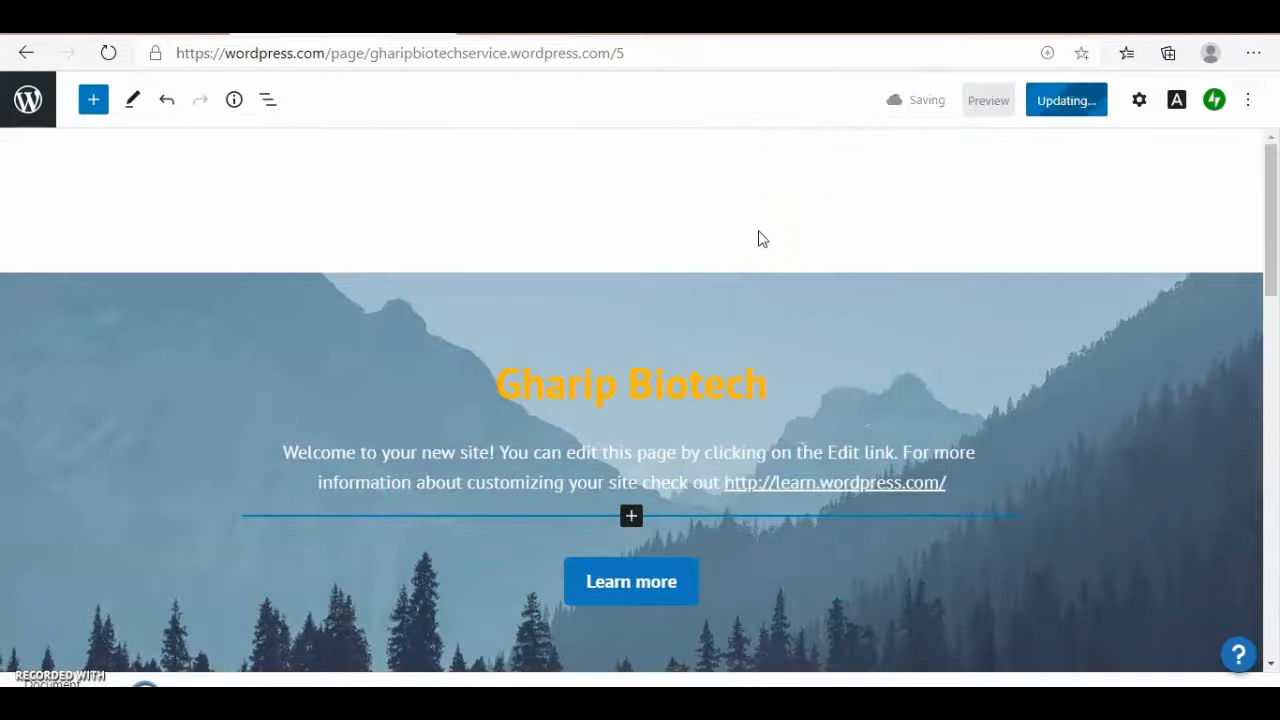 https://wordpress.com/page/gharipbiotechservice.wordpress.com/5
Saving
Preview
Updating...
Gharip Biotech
Welcome to your new site! You can edit this page by clicking on the Edit link. For more
information about customizing your site check out http://learn.wordpress.com/
Learn more
RECORDED WITH
Document